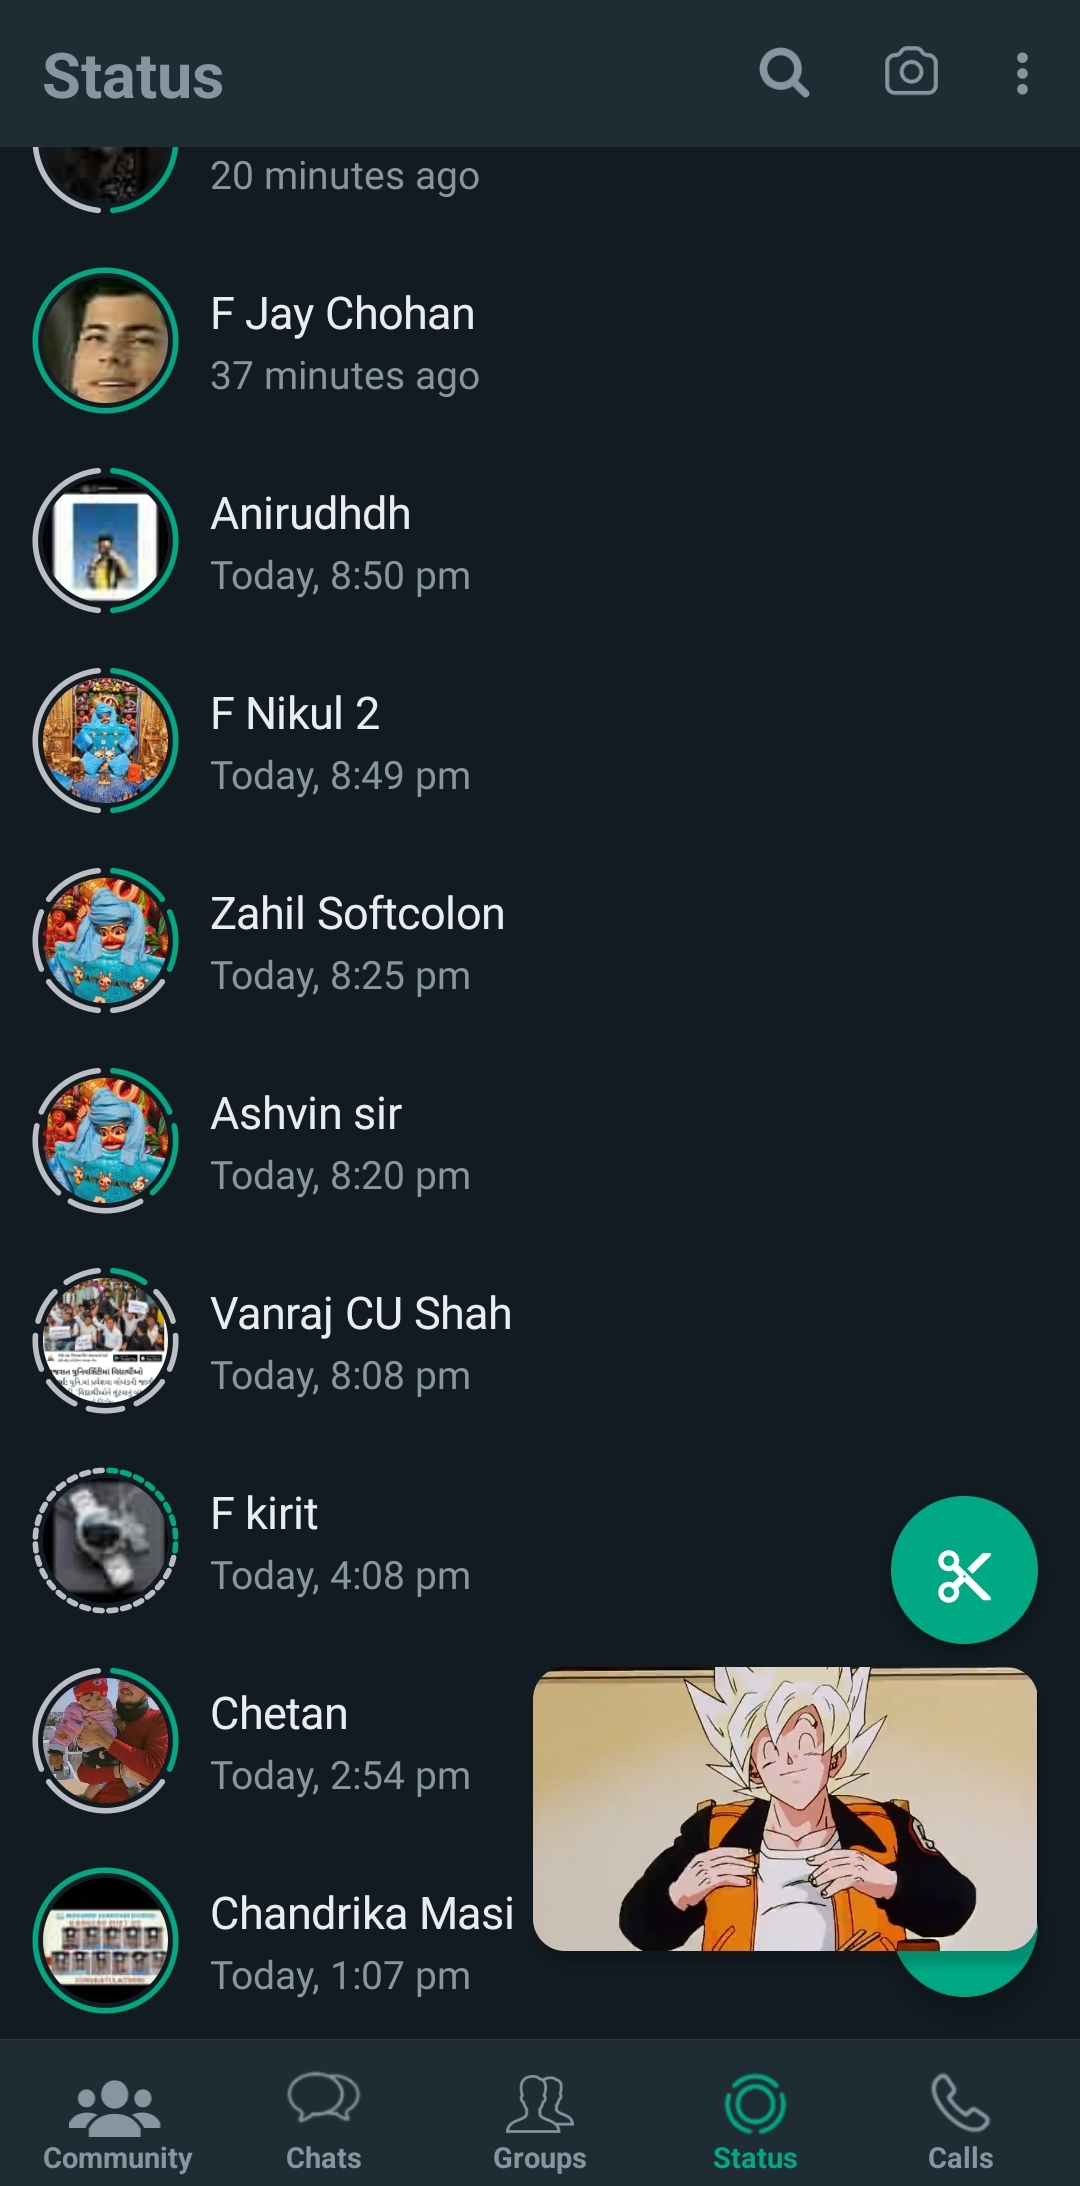 Status
20 minutes ago
F Jay Chohan
37 minutes ago
Anirudhdh
Today, 8:50 pm
F Nikul 2
Today, 8:49 pm
Zahil Softcolon
Today, 8:25 pm
Ashvin sir
Today, 8:20 pm
Vanraj CU Shah
Today, 8:08 pm
F kirit
Today, 4:08 pm
Chetan
Today, 2:54 pm
Chandrika Masi
Today, 1:07 pm
Community
Chats
Groups
Status
Calls